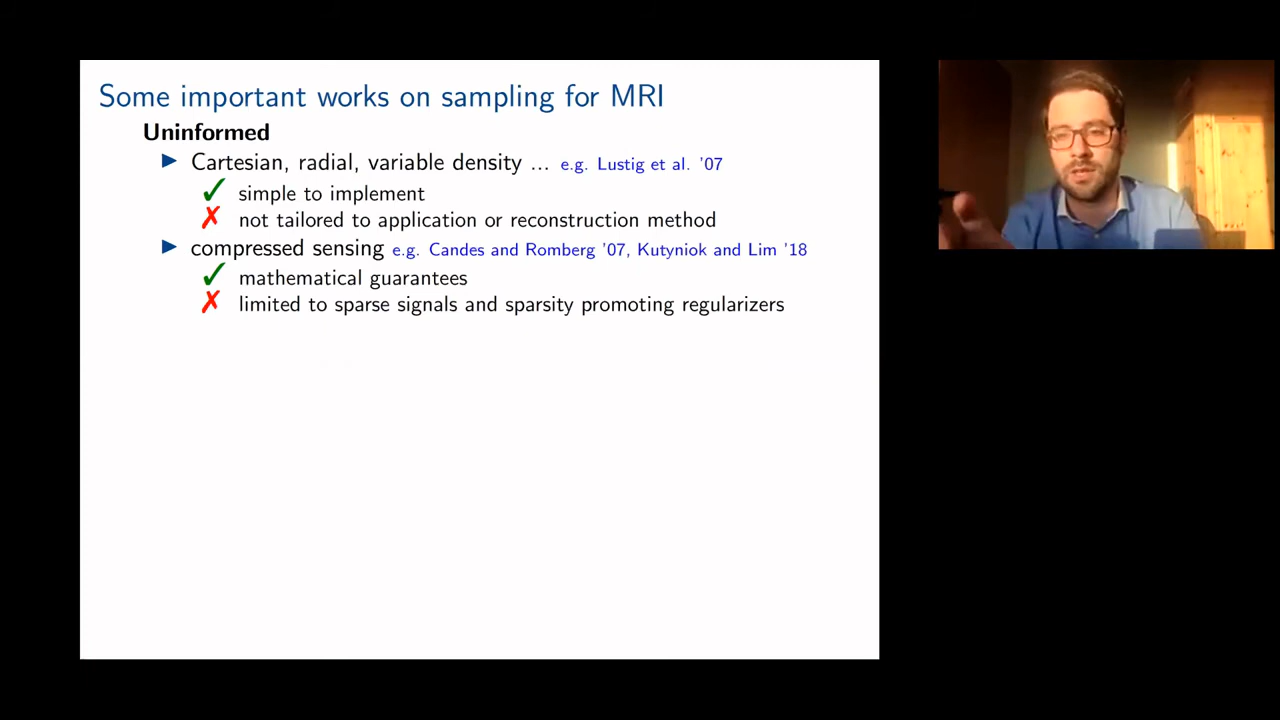 Some important works on sampling for MRI
Uninformed
▶ Cartesian, radial, variable density ... e.g. Lustig et al. '07
✓ simple to implement
✗ not tailored to application or reconstruction method
▶ compressed sensing e.g. Candes and Romberg '07, Kutyniok and Lim '18
✓ mathematical guarantees
✗ limited to sparse signals and sparsity promoting regularizers